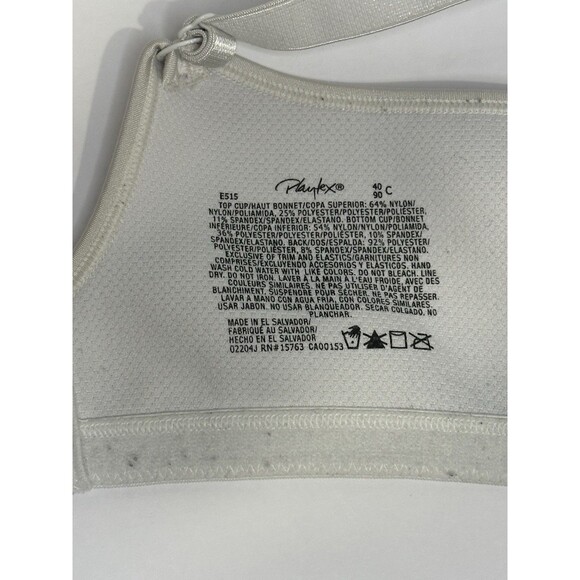 Playtex®
40 C
90
E515
TOP CUP/HAUT BONNET/COPA SUPERIOR: 64% NYLON/
NYLON/POLIAMIDA, 25% POLYESTER/POLYESTER/POLIÉSTER,
11% SPANDEX/SPANDEX/ELASTANO. BOTTOM CUP/BONNET
INFÉRIEURE/COPA INFERIOR: 54% NYLON/NYLON/POLIAMIDA,
36% POLYESTER/POLYESTER/POLIÉSTER, 10% SPANDEX/
SPANDEX/ELASTANO. BACK/DOS/ESPALDA: 92% POLYESTER/
POLYESTER/POLIÉSTER, 8% SPANDEX/SPANDEX/ELASTANO.
EXCLUSIVE OF TRIM AND ELASTICS/GARNITURES NON
COMPRISES/EXCLUYENDO ACCESORIOS Y ELÁSTICOS. HAND
WASH COLD WATER WITH LIKE COLORS. DO NOT BLEACH. LINE
DRY. DO NOT IRON. LAVER À LA MAIN À L'EAU FROIDE, AVEC DES
COULEURS SIMILAIRES. NE PAS UTILISER D'AGENT DE
BLANCHIMENT. SUSPENDRE POUR SÉCHER. NE PAS REPASSER.
LAVAR A MANO CON AGUA FRÍA, CON COLORES SIMILARES.
USAR JABON. NO USAR BLANQUEADOR. SECAR COLGADO, NO
PLANCHAR.
MADE IN EL SALVADOR/
FABRIQUÉ AU SALVADOR/
HECHO EN EL SALVADOR
02204J RN#15763 CA00153